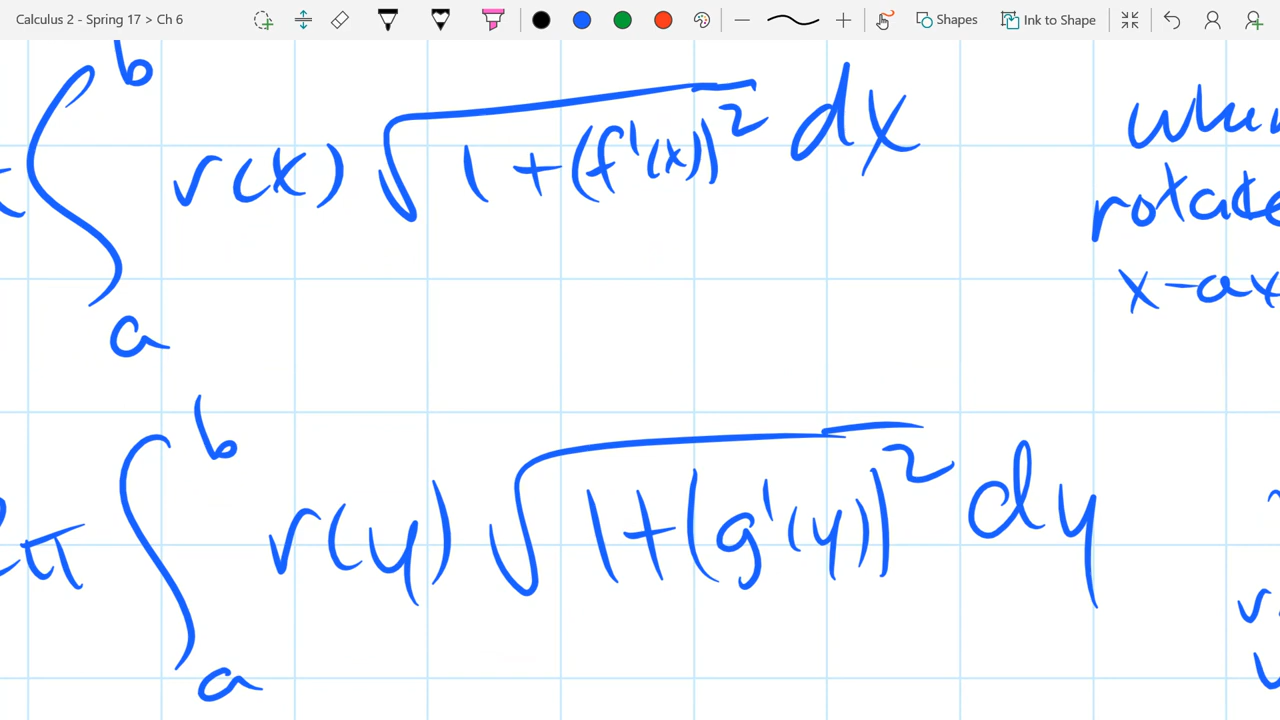 Calculus 2 - Spring 17 > Ch 6
Shapes
Ink to Shape
∫_a^b r(x) √(1+(f'(x))^2) dx
x-ax
2π ∫_a^b r(y) √(1+(g'(y))^2) dy